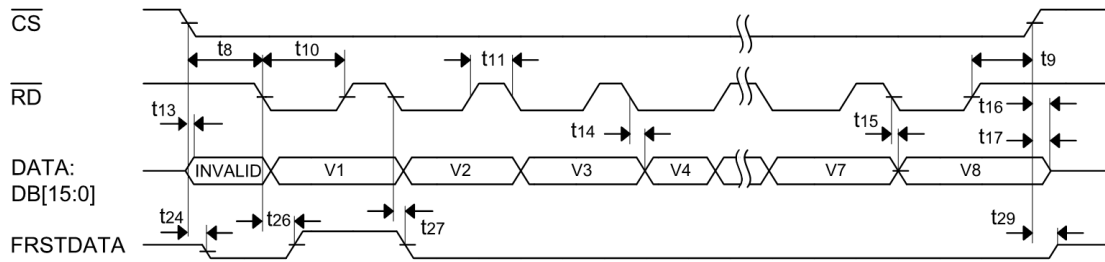 CS
t8 t10 t11 t9
RD
t13 t14 t15 t16
t17
DATA:
DB[15:0]
INVALID V1 V2 V3 V4 V7 V8
t24 t26 t27 t29
FRSTDATA